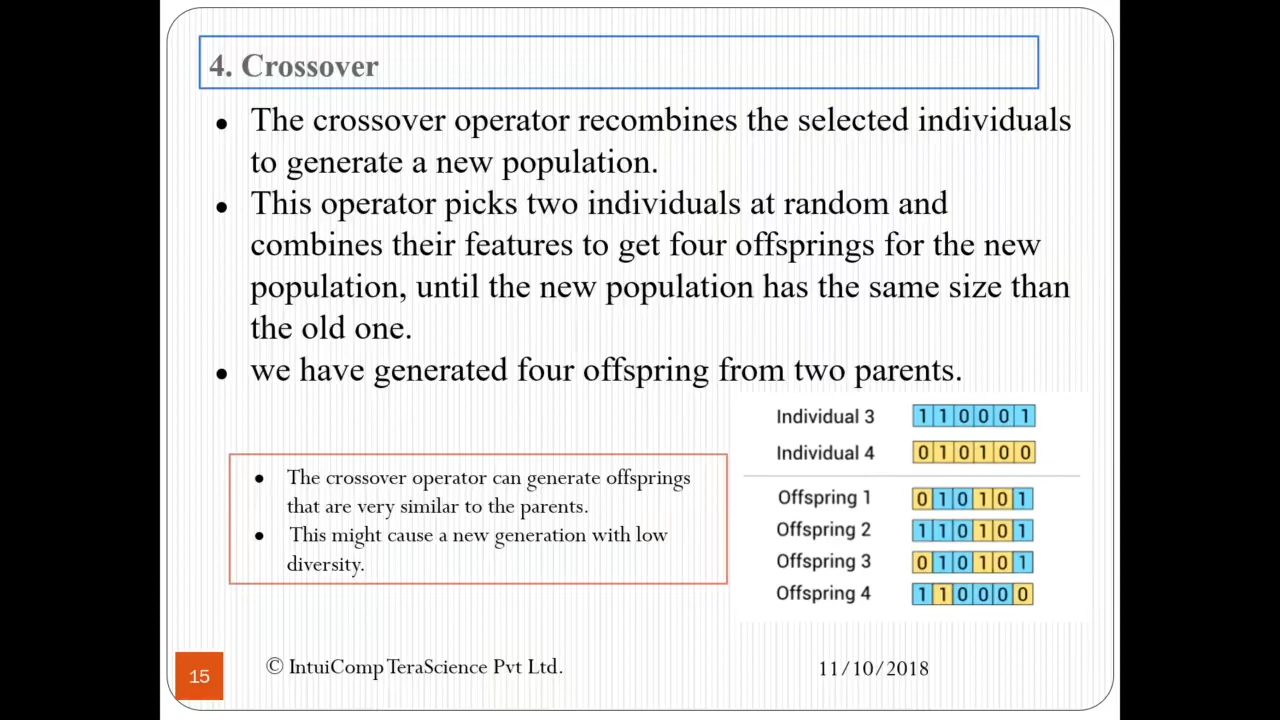 4. Crossover
• The crossover operator recombines the selected individuals
to generate a new population.
• This operator picks two individuals at random and
combines their features to get four offsprings for the new
population, until the new population has the same size than
the old one.
• we have generated four offspring from two parents.
Individual 3 1 1 0 0 0 1
Individual 4 0 1 0 1 0 0
Offspring 1 0 1 0 1 0 1
Offspring 2 1 1 0 1 0 1
Offspring 3 0 1 0 1 0 1
Offspring 4 1 1 0 0 0 0
• The crossover operator can generate offsprings
that are very similar to the parents.
• This might cause a new generation with low
diversity.
15
© IntuiComp TeraScience Pvt Ltd.
11/10/2018